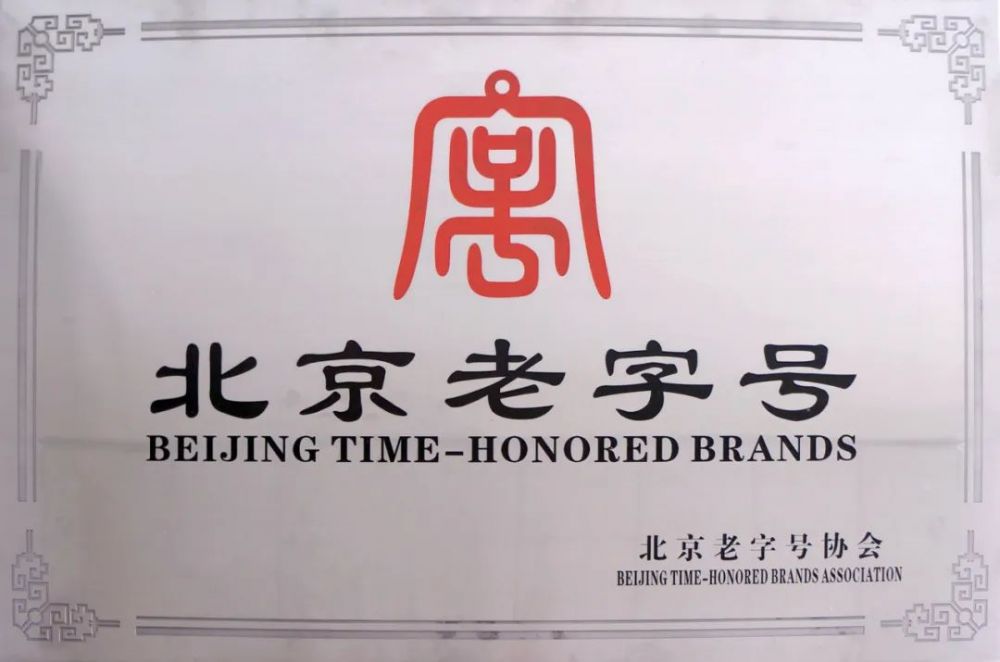 北京老字号
BEIJING TIME-HONORED BRANDS
北京老字号协会
BEIJING TIME-HONORED BRANDS ASSOCIATION